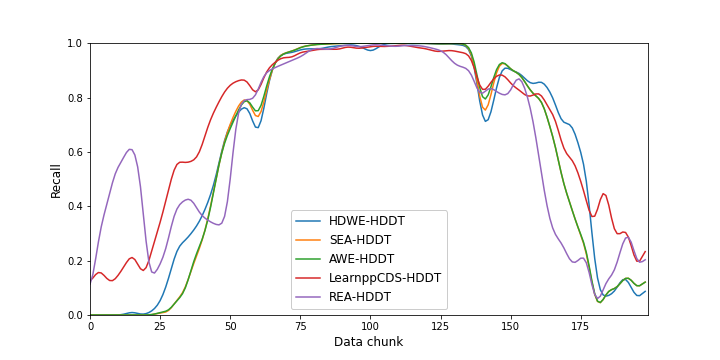 1.0
0.8
0.6
0.4
0.2
0.0
Recall
0 25 50 75 100 125 150 175
Data chunk
HDWE-HDDT
SEA-HDDT
AWE-HDDT
LearnppCDS-HDDT
REA-HDDT